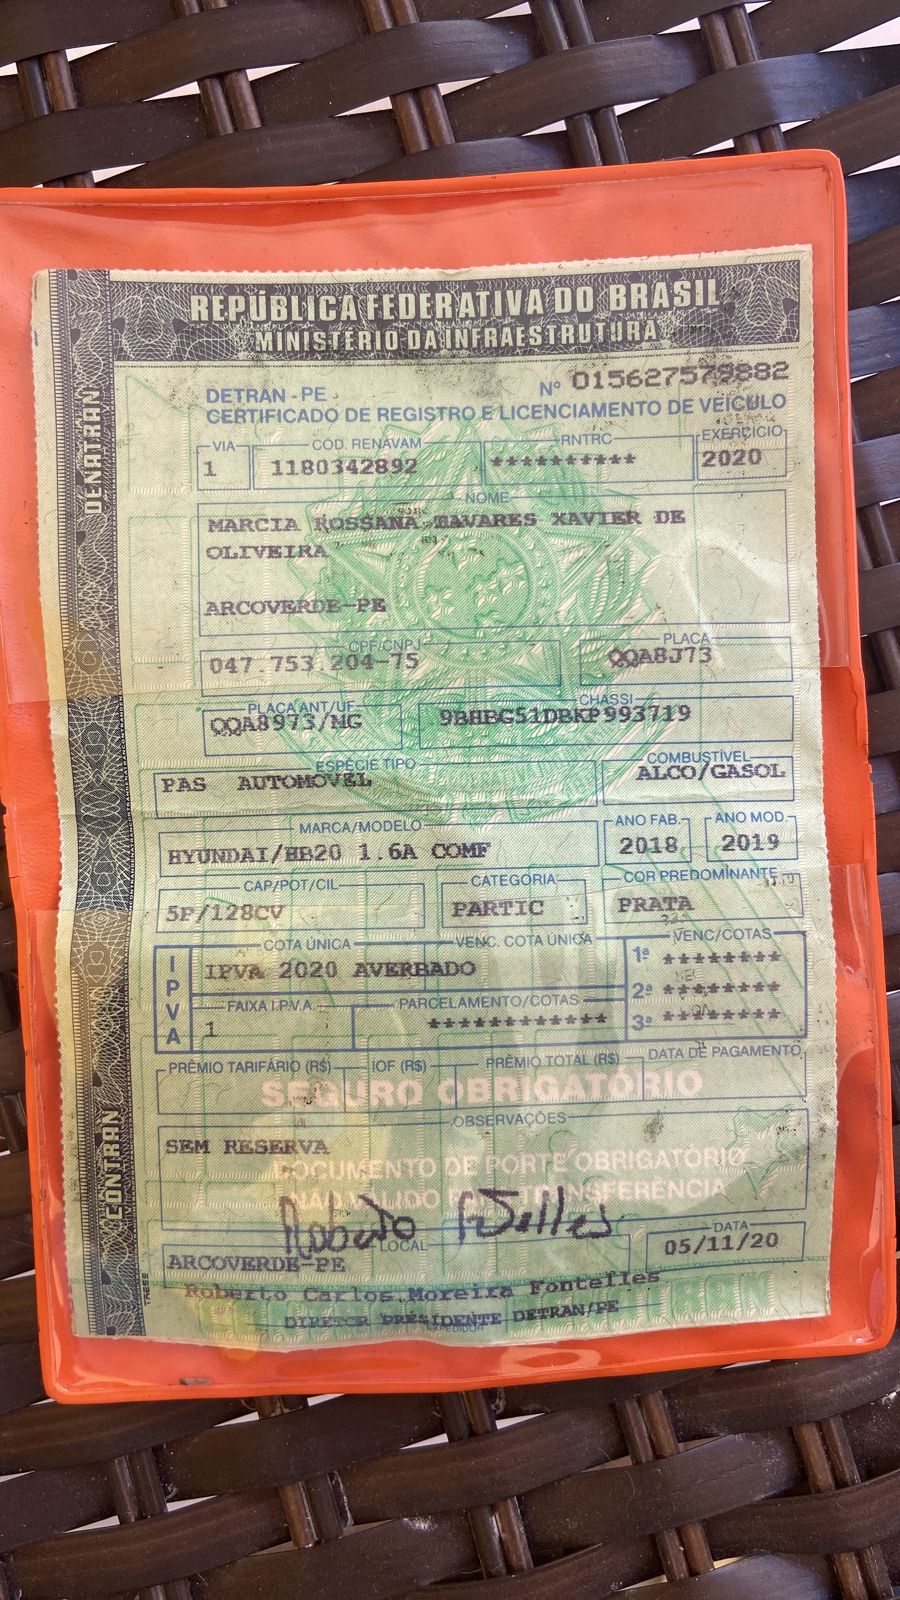 REPÚBLICA FEDERATIVA DO BRASIL
MINISTÉRIO DA INFRAESTRUTURA
DENATRAN
CONTRAN
DETRAN - PE Nº 015627579882
CERTIFICADO DE REGISTRO E LICENCIAMENTO DE VEÍCULO
VIA CÓD. RENAVAM RNTRC EXERCÍCIO
1 1180342892 ********** 2020
NOME
MARCIA ROSSANA TAVARES XAVIER DE
OLIVEIRA
ARCOVERDE-PE
CPF/CNPJ PLACA
047.753.204-75 QQA8J73
PLACA ANT/UF CHASSI
QQA8973/MG 9BHBG51DBKP993719
ESPÉCIE TIPO COMBUSTÍVEL
PAS AUTOMOVEL ALCO/GASOL
MARCA/MODELO ANO FAB. ANO MOD.
HYUNDAI/HB20 1.6A COMF 2018 2019
CAP/POT/CIL CATEGORIA COR PREDOMINANTE
5P/128CV PARTIC PRATA
IPVA
COTA ÚNICA VENC. COTA ÚNICA VENC/COTAS
IPVA 2020 AVERBADO 1ª ********
2ª ********
FAIXA I.P.V.A. PARCELAMENTO/COTAS
1 ************ 3ª ********
PRÊMIO TARIFÁRIO (R$) IOF (R$) PRÊMIO TOTAL (R$) DATA DE PAGAMENTO
SEGURO OBRIGATÓRIO
OBSERVAÇÕES
SEM RESERVA
DOCUMENTO DE PORTE OBRIGATÓRIO
NÃO VÁLIDO TRANSFERÊNCIA
Roberto
LOCAL DATA
ARCOVERDE-PE 05/11/20
Roberto Carlos Moreira Fontelles
DIRETOR PRESIDENTE DETRAN/PE
EXPEDIDOR